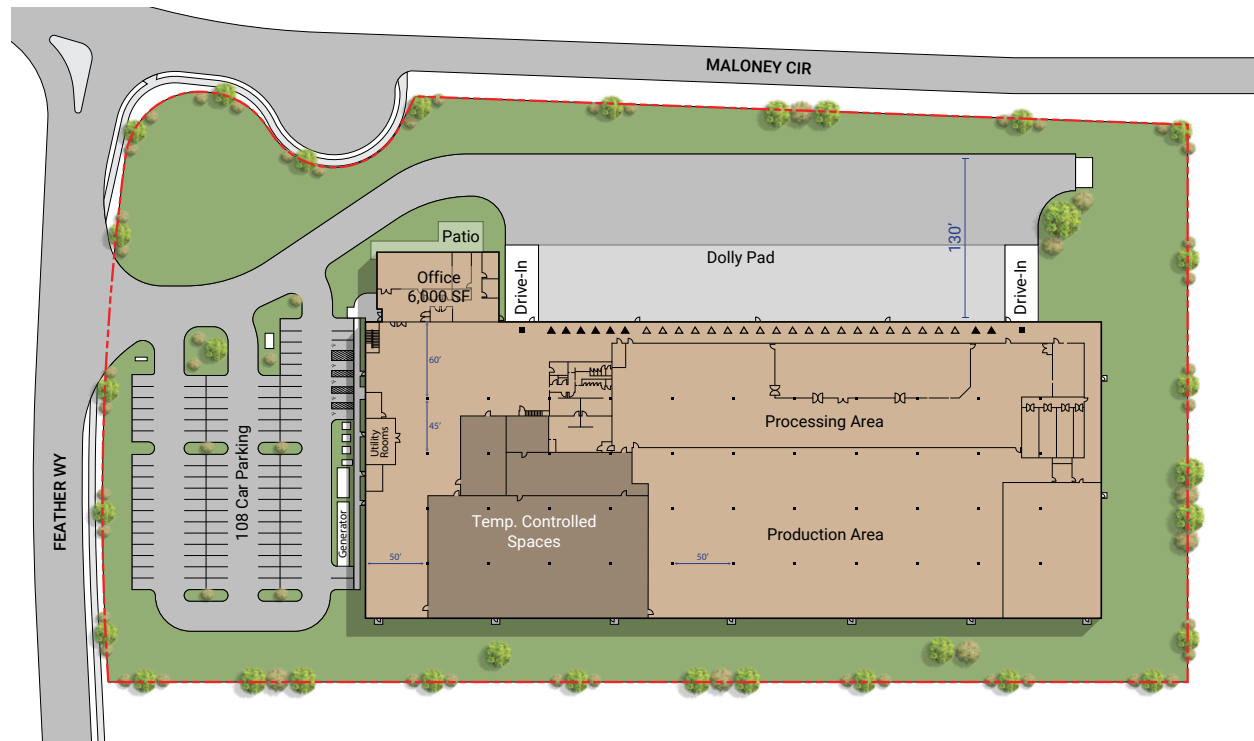 MALONEY CIR
Patio
Office
6,000 SF
Drive-In
Dolly Pad
130’
Drive-In
60’
45’
Utility
Rooms
Processing Area
108 Car Parking
FEATHER WY
Generator
Temp. Controlled
Spaces
Production Area
50’
50’